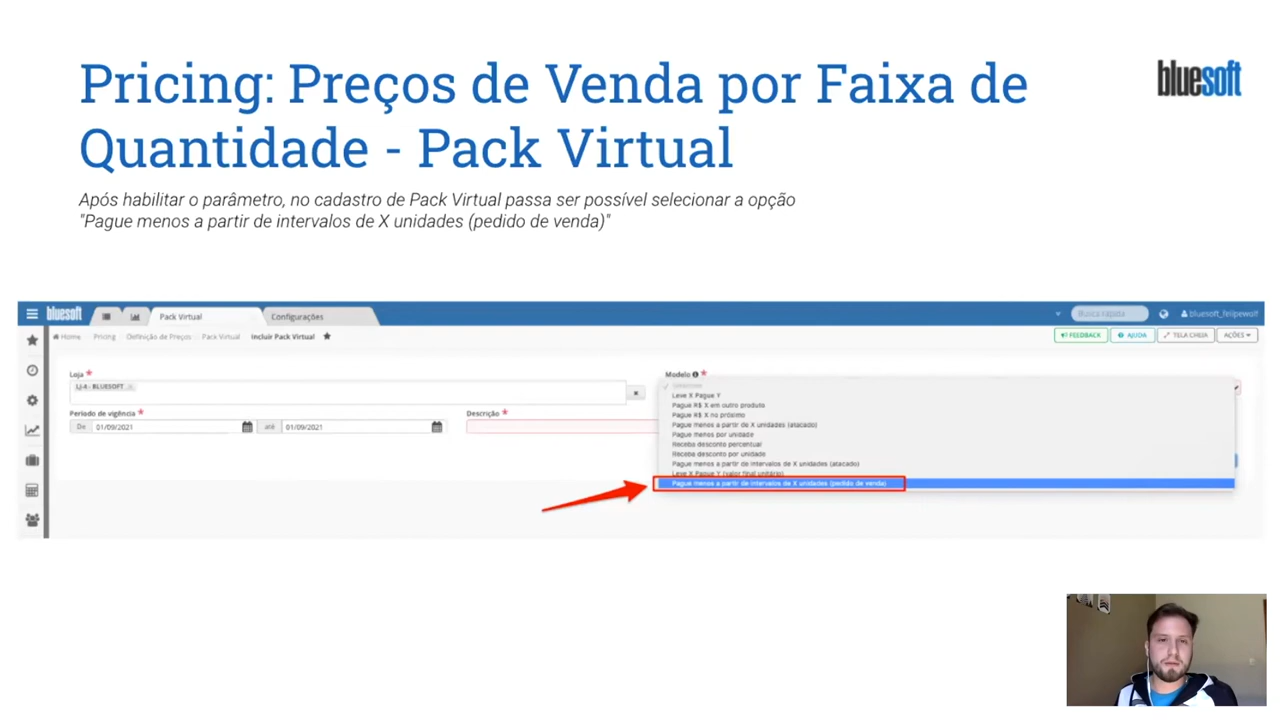 Pricing: Preços de Venda por Faixa de
Quantidade - Pack Virtual
bluesoft
Após habilitar o parâmetro, no cadastro de Pack Virtual passa ser possível selecionar a opção
"Pague menos a partir de intervalos de X unidades (pedido de venda)"
bluesoft
Pack Virtual
Configurações
Busca rápida
bluesoft_felipewolf
Home Pricing Definição de Preços Pack Virtual Incluir Pack Virtual
FEEDBACK
AJUDA
TELA CHEIA
AÇÕES
Loja *
LJ-4 - BLUESOFT
Modelo *
Selecione
Leve X Pague Y
Pague R$ X em outro produto
Pague R$ X no próximo
Pague menos a partir de X unidades (atacado)
Pague menos por unidade
Receba desconto percentual
Receba desconto por unidade
Pague menos a partir de intervalos de X unidades (atacado)
Leve X Pague Y (valor final unitário)
Pague menos a partir de intervalos de X unidades (pedido de venda)
Período de vigência *
De 01/09/2021
até 01/09/2021
Descrição *